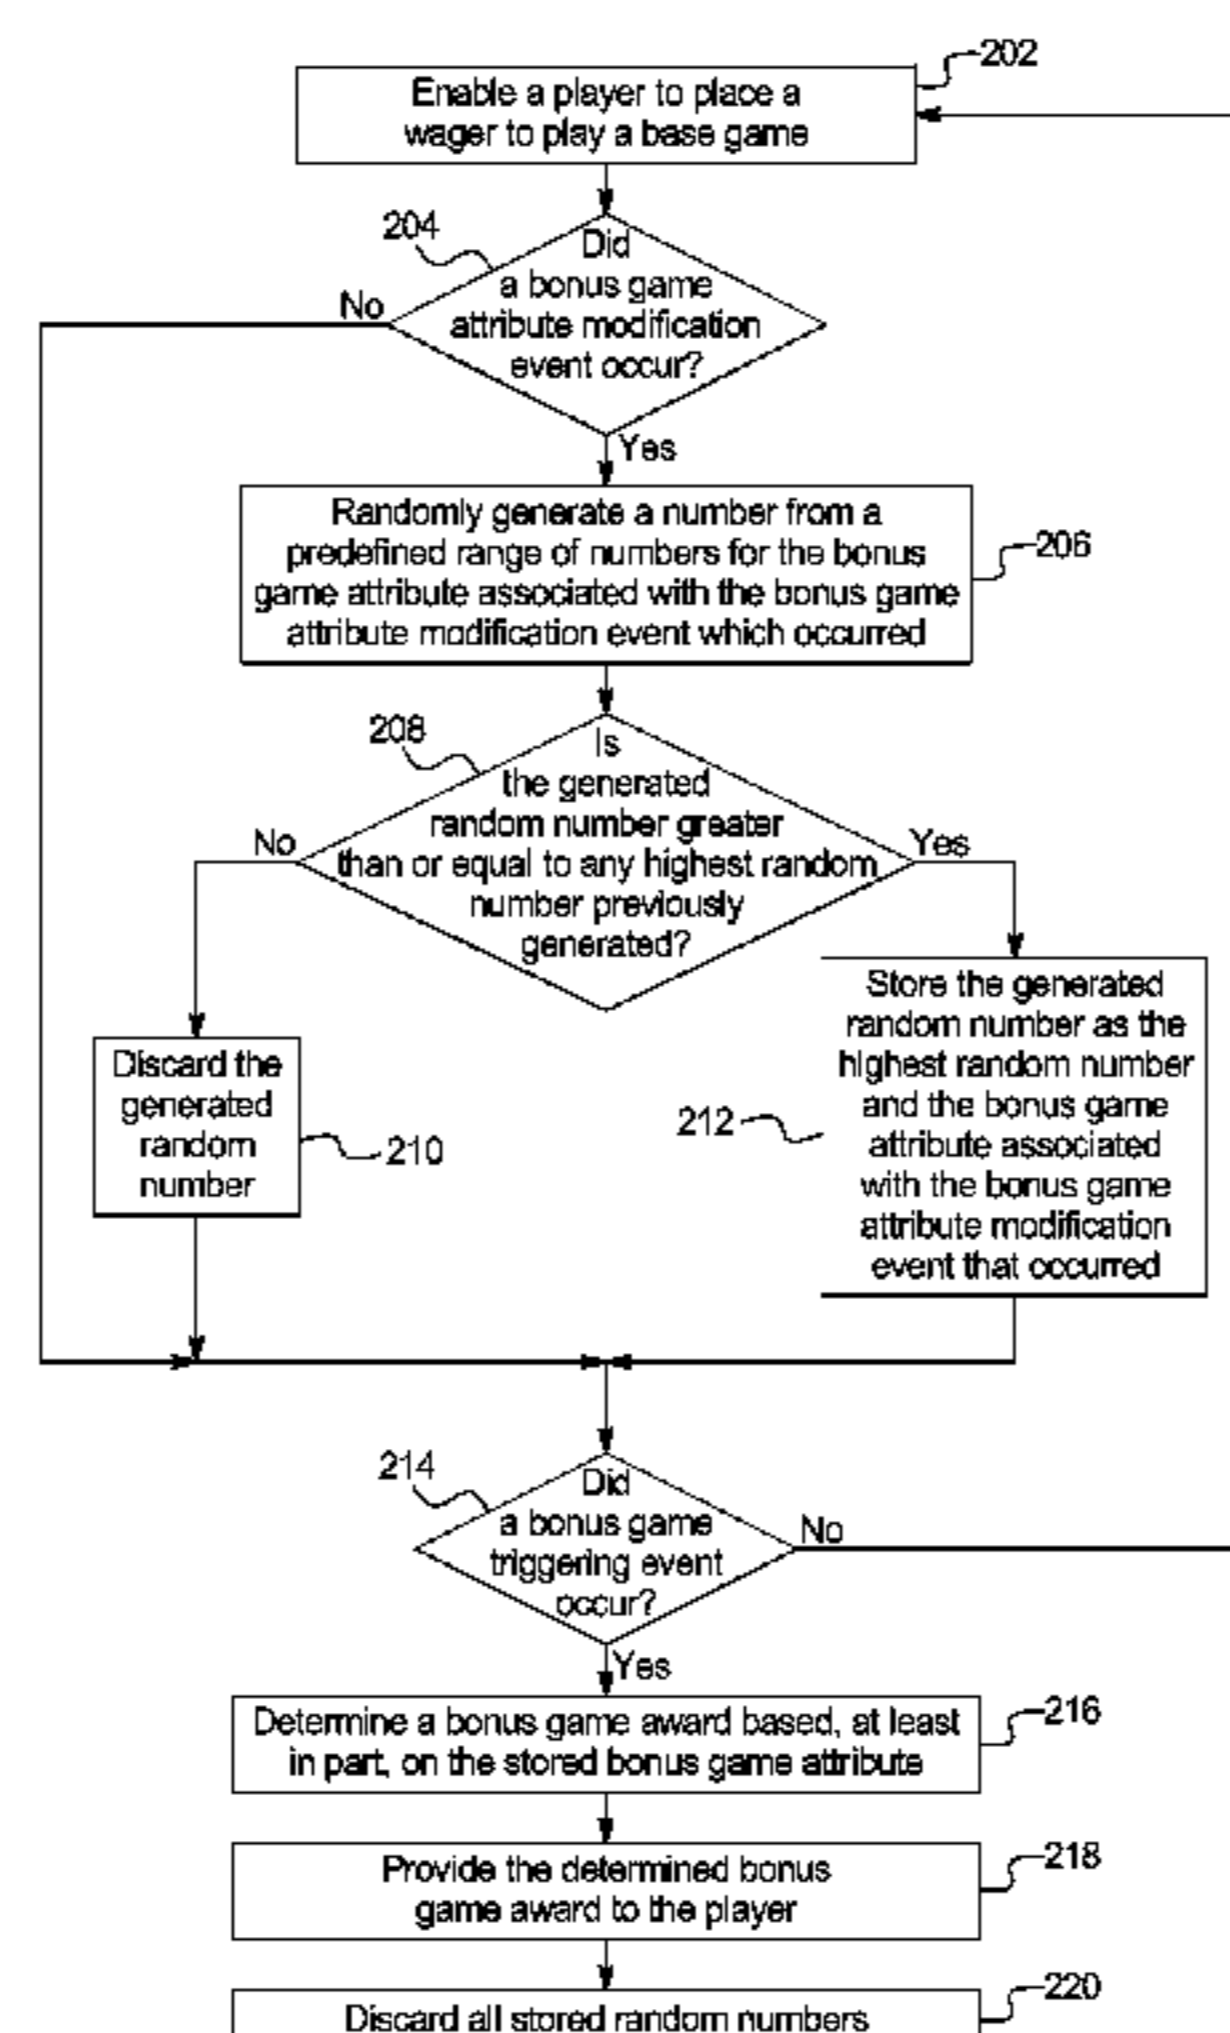 202
Enable a player to place a
wager to play a base game
204
Did
a bonus game
attribute modification
event occur?
No
Yes
Randomly generate a number from a
predefined range of numbers for the bonus
game attribute associated with the bonus game
attribute modification event which occurred
206
208
Is
the generated
random number greater
than or equal to any highest random
number previously
generated?
No
Yes
Discard the
generated
random
number
210
212
Store the generated
random number as the
highest random number
and the bonus game
attribute associated
with the bonus game
attribute modification
event that occurred
214
Did
a bonus game
triggering event
occur?
No
Yes
Determine a bonus game award based, at least
in part, on the stored bonus game attribute
216
Provide the determined bonus
game award to the player
218
220
Discard all stored random numbers